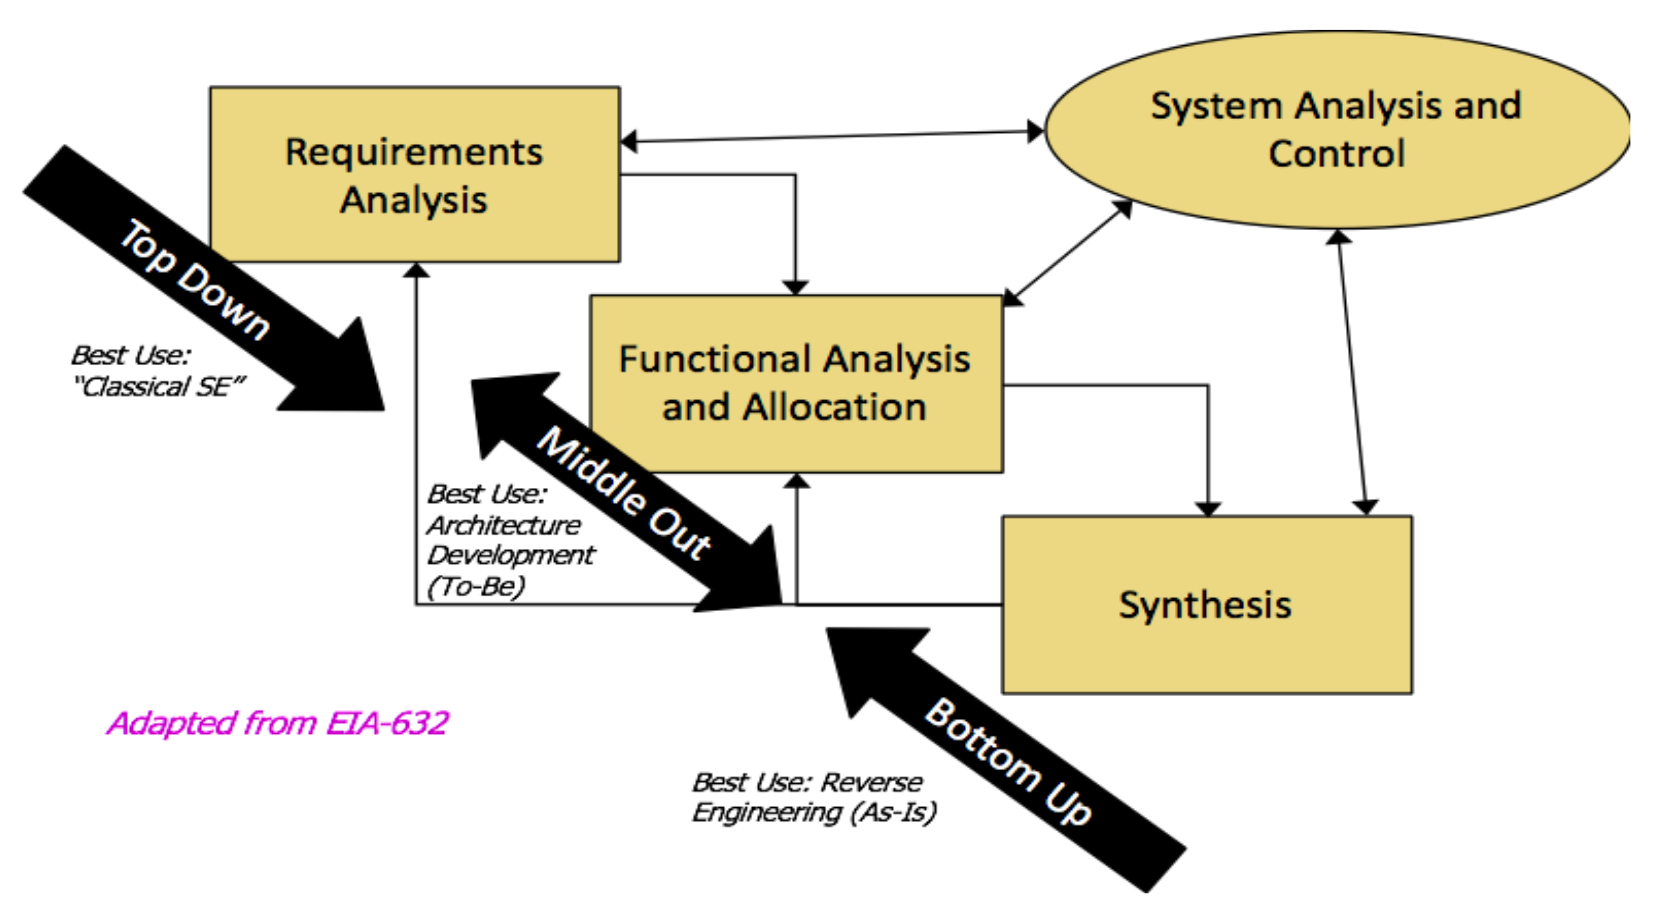 Requirements
Analysis
System Analysis and
Control
Top Down
Best Use:
“Classical SE”
Functional Analysis
and Allocation
Middle Out
Best Use:
Architecture
Development
(To-Be)
Synthesis
Adapted from EIA-632
Bottom Up
Best Use: Reverse
Engineering (As-Is)